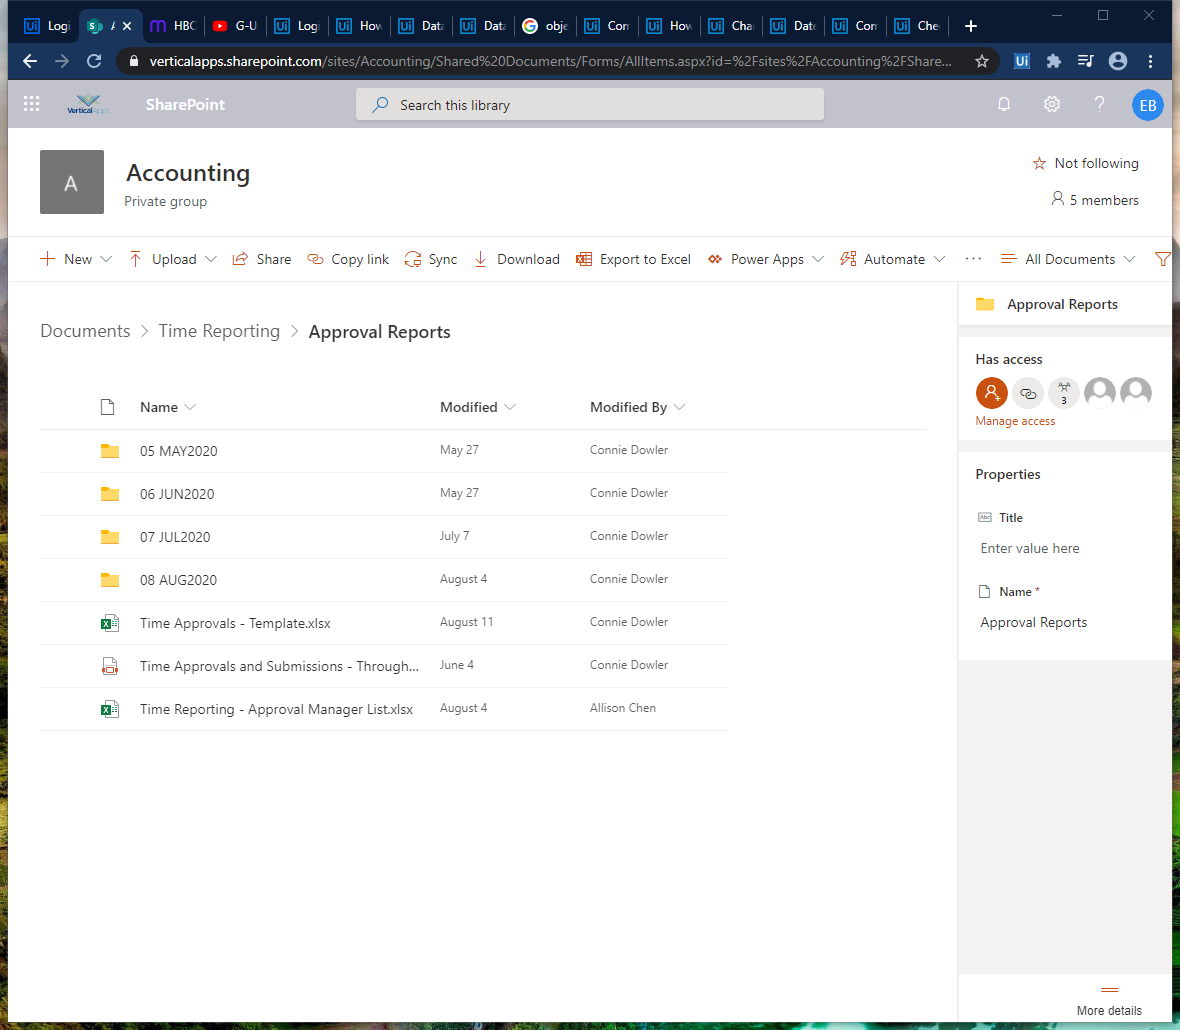 Logi
A
HBC
G-U
Logi
How
Data
Data
obje
Con
How
Cha
Date
Con
Che
verticalapps.sharepoint.com/sites/Accounting/Shared%20Documents/Forms/AllItems.aspx?id=%2Fsites%2FAccounting%2FShare...
VerticalApps SharePoint Search this library EB
A Accounting
Private group
Not following
5 members
New Upload Share Copy link Sync Download Export to Excel Power Apps Automate ... All Documents
Documents > Time Reporting > Approval Reports
Name Modified Modified By
05 MAY2020 May 27 Connie Dowler
06 JUN2020 May 27 Connie Dowler
07 JUL2020 July 7 Connie Dowler
08 AUG2020 August 4 Connie Dowler
Time Approvals - Template.xlsx August 11 Connie Dowler
Time Approvals and Submissions - Through... June 4 Connie Dowler
Time Reporting - Approval Manager List.xlsx August 4 Allison Chen
Approval Reports
Has access
3
Manage access
Properties
Abc Title
Enter value here
Name *
Approval Reports
More details